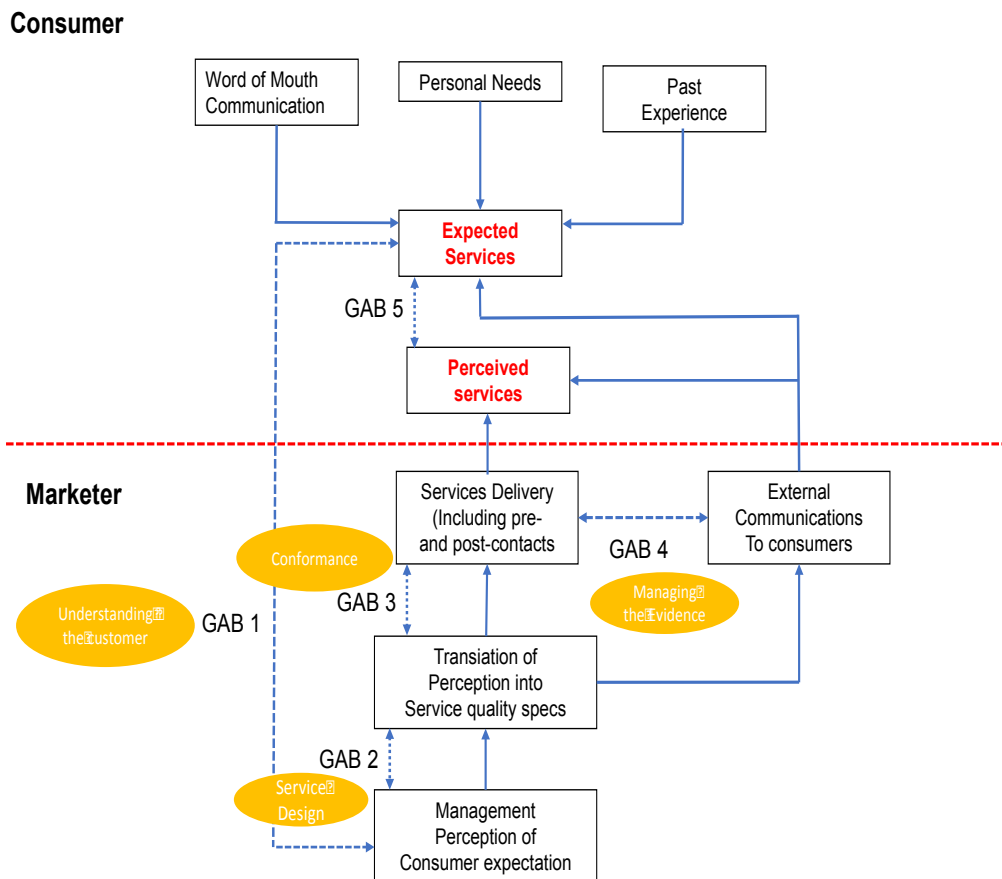 Consumer
Word of Mouth
Communication
Personal Needs
Past
Experience
Expected
Services
GAB 5
Perceived
services
Marketer
Services Delivery
(Including pre-
and post-contacts
External
Communications
To consumers
Conformance
GAB 4
GAB 3
Managing
the Evidence
Understanding
the customer
GAB 1
Transiation of
Perception into
Service quality specs
GAB 2
Service
Design
Management
Perception of
Consumer expectation